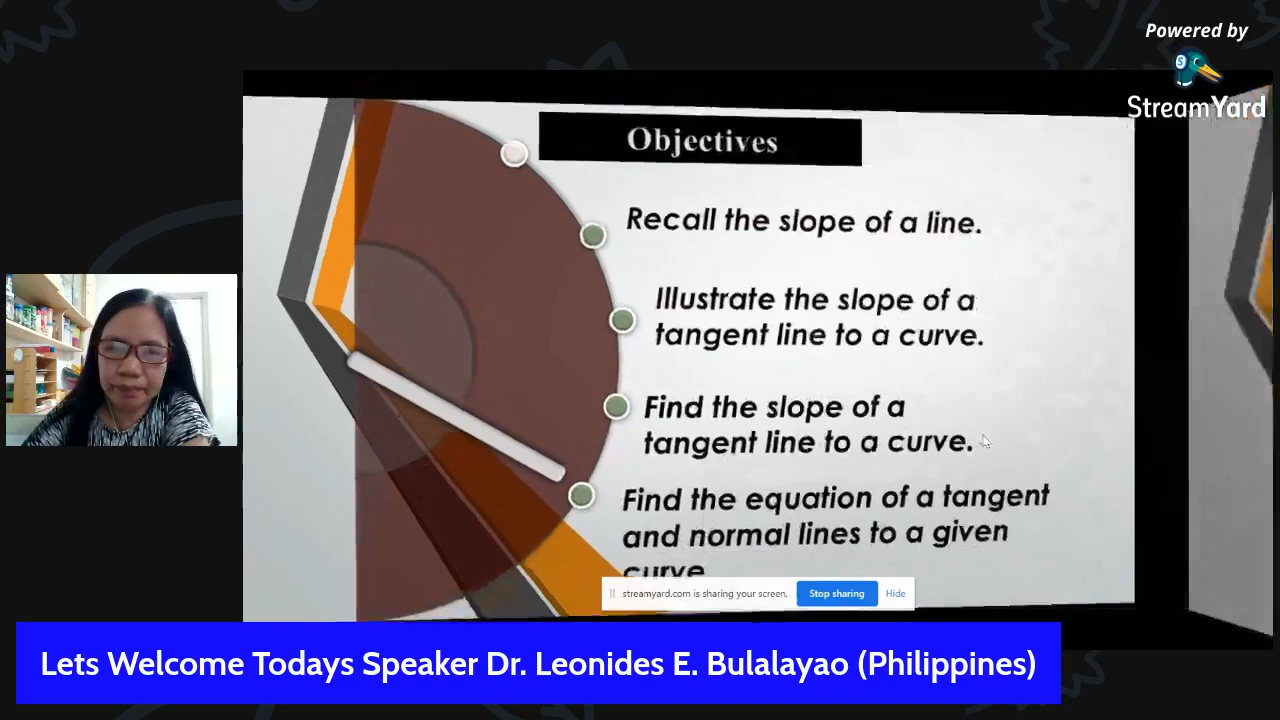 Powered by
StreamYard
Objectives
Recall the slope of a line.
Illustrate the slope of a
tangent line to a curve.
Find the slope of a
tangent line to a curve.
Find the equation of a tangent
and normal lines to a given
curve
streamyard.com is sharing your screen.
Stop sharing
Hide
Lets Welcome Todays Speaker Dr. Leonides E. Bulalayao (Philippines)